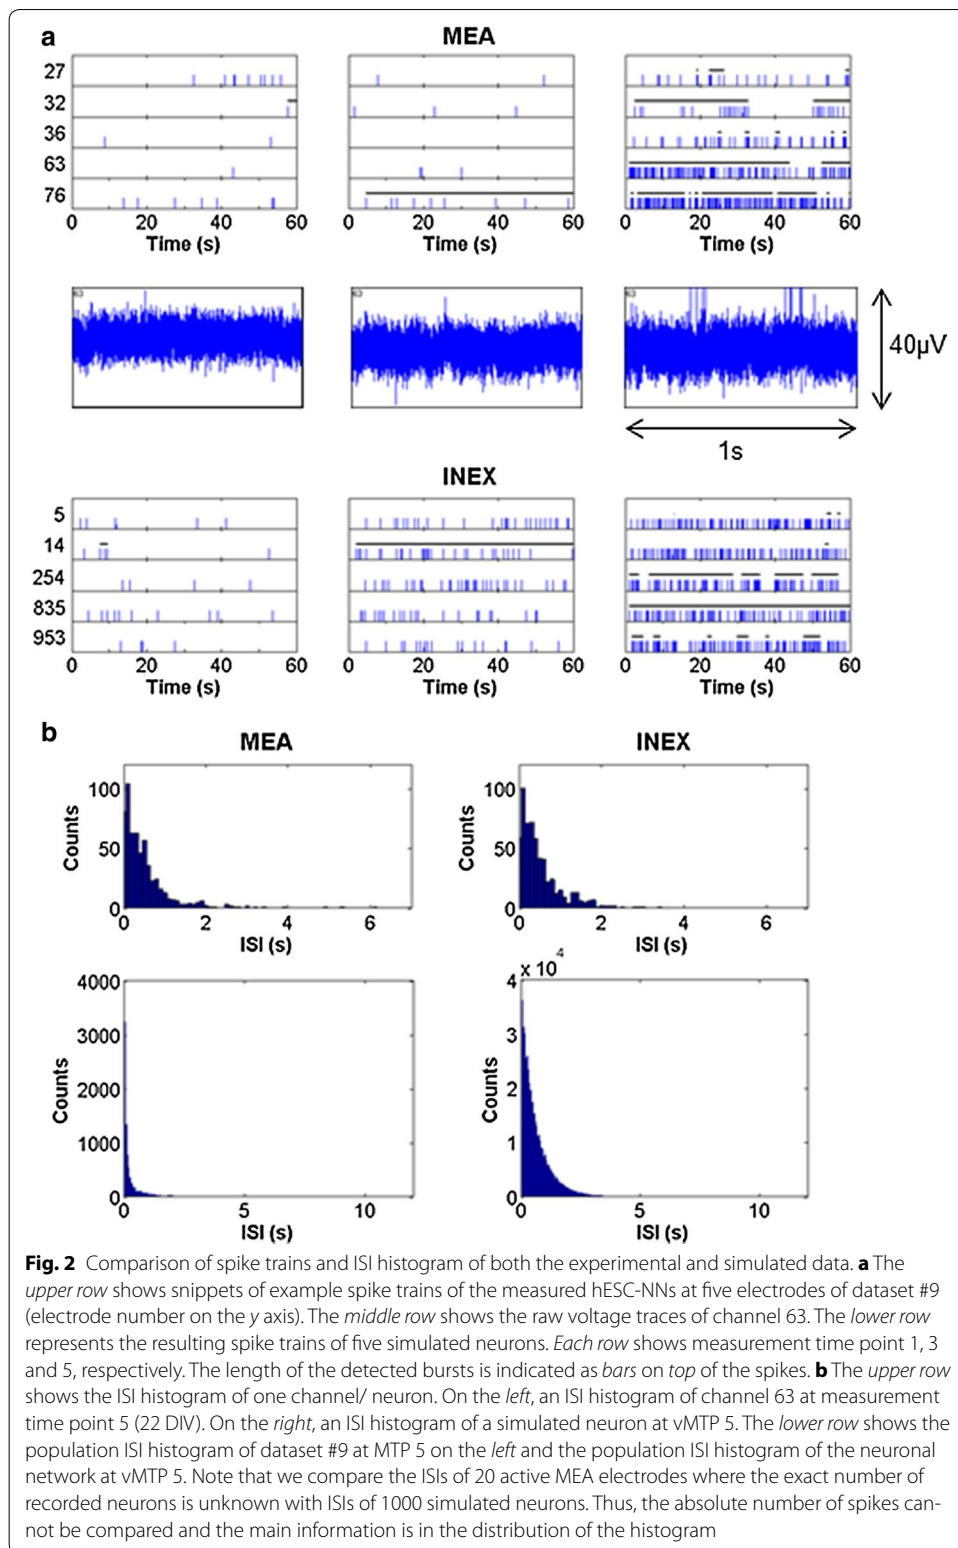 a
MEA
27
32
36
63
76
0 20 40 60 0 20 40 60 0 20 40 60
Time (s) Time (s) Time (s)
63 63 63
40µV
1s
INEX
5
14
254
835
953
0 20 40 60 0 20 40 60 0 20 40 60
Time (s) Time (s) Time (s)
b
MEA INEX
100 100
50 50
0 0
Counts Counts
0 2 4 6 0 2 4 6
ISI (s) ISI (s)
x 10^4
4000 4
3000 3
2000 2
1000 1
0 0
Counts Counts
0 5 10 0 5 10
ISI (s) ISI (s)
Fig. 2 Comparison of spike trains and ISI histogram of both the experimental and simulated data. a The
upper row shows snippets of example spike trains of the measured hESC-NNs at five electrodes of dataset #9
(electrode number on the y axis). The middle row shows the raw voltage traces of channel 63. The lower row
represents the resulting spike trains of five simulated neurons. Each row shows measurement time point 1, 3
and 5, respectively. The length of the detected bursts is indicated as bars on top of the spikes. b The upper row
shows the ISI histogram of one channel/ neuron. On the left, an ISI histogram of channel 63 at measurement
time point 5 (22 DIV). On the right, an ISI histogram of a simulated neuron at vMTP 5. The lower row shows the
population ISI histogram of dataset #9 at MTP 5 on the left and the population ISI histogram of the neuronal
network at vMTP 5. Note that we compare the ISIs of 20 active MEA electrodes where the exact number of
recorded neurons is unknown with ISIs of 1000 simulated neurons. Thus, the absolute number of spikes can-
not be compared and the main information is in the distribution of the histogram